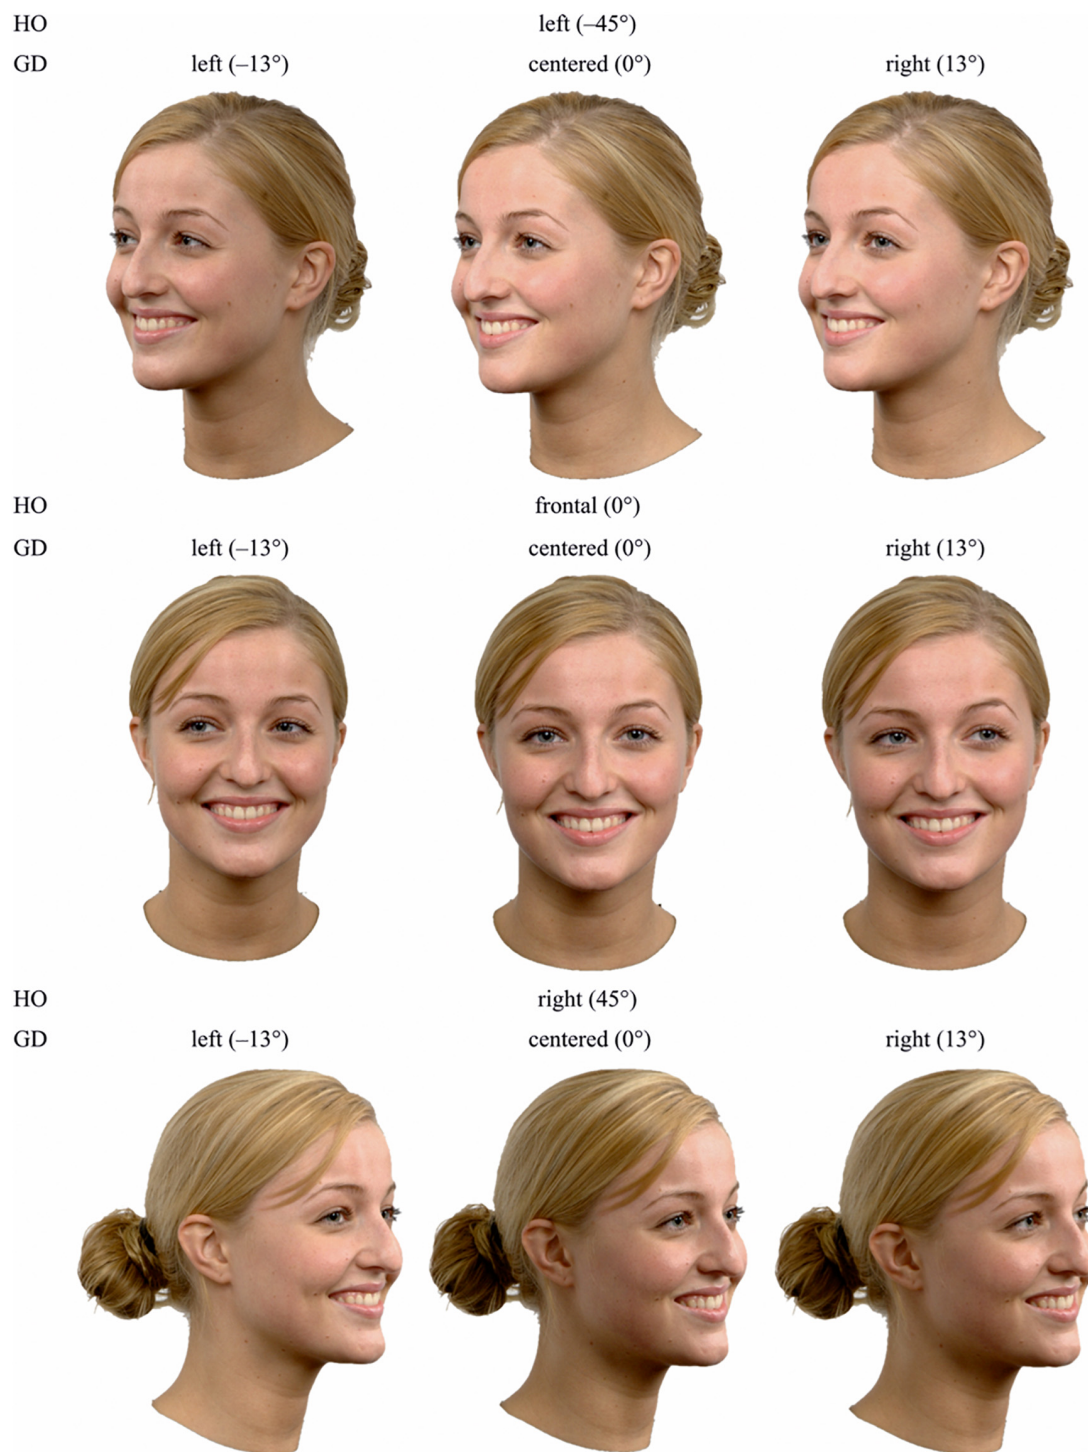 HO left (–45°)
GD left (–13°) centered (0°) right (13°)
HO frontal (0°)
GD left (–13°) centered (0°) right (13°)
HO right (45°)
GD left (–13°) centered (0°) right (13°)